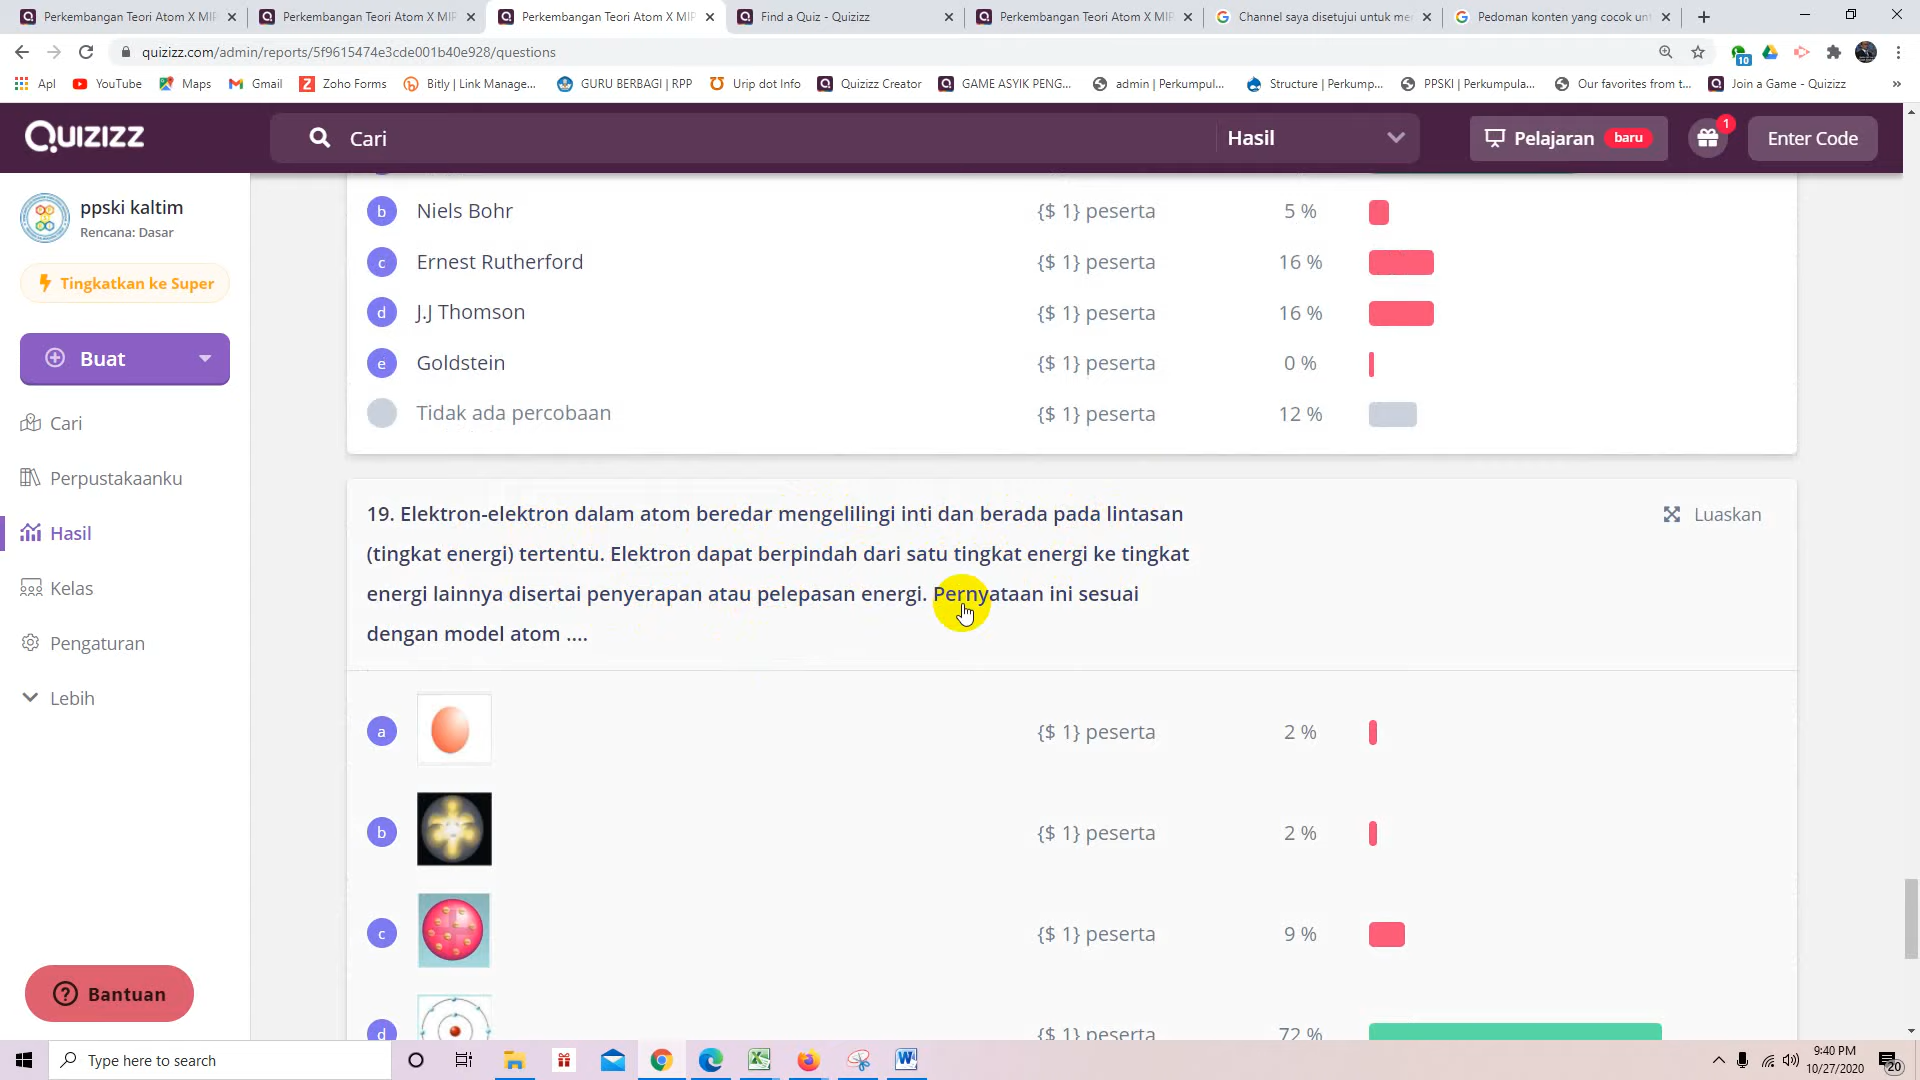 Perkembangan Teori Atom X MIP
Perkembangan Teori Atom X MIP
Perkembangan Teori Atom X MIP
Find a Quiz - Quizizz
Perkembangan Teori Atom X MIP
Channel saya disetujui untuk me
Pedoman konten yang cocok un
quizizz.com/admin/reports/5f9615474e3cde001b40e928/questions
10
Apl
YouTube
Maps
Gmail
Zoho Forms
Bitly | Link Manage...
GURU BERBAGI | RPP
Urip dot Info
Quizizz Creator
GAME ASYIK PENG...
admin | Perkumpul...
Structure | Perkump...
PPSKI | Perkumpula...
Our favorites from t...
Join a Game - Quizizz
»
QUIZIZZ
Cari
Hasil
Pelajaran baru
1
Enter Code
ppski kaltim
Rencana: Dasar
Tingkatkan ke Super
Buat
Cari
Perpustakaanku
Hasil
Kelas
Pengaturan
Lebih
Bantuan
b Niels Bohr {$ 1} peserta 5 %
c Ernest Rutherford {$ 1} peserta 16 %
d J.J Thomson {$ 1} peserta 16 %
e Goldstein {$ 1} peserta 0 %
Tidak ada percobaan {$ 1} peserta 12 %
19. Elektron-elektron dalam atom beredar mengelilingi inti dan berada pada lintasan
(tingkat energi) tertentu. Elektron dapat berpindah dari satu tingkat energi ke tingkat
energi lainnya disertai penyerapan atau pelepasan energi. Pernyataan ini sesuai
dengan model atom ....
Luaskan
a {$ 1} peserta 2 %
b {$ 1} peserta 2 %
c {$ 1} peserta 9 %
d {$ 1} peserta 72 %
Type here to search
9:40 PM
10/27/2020
20